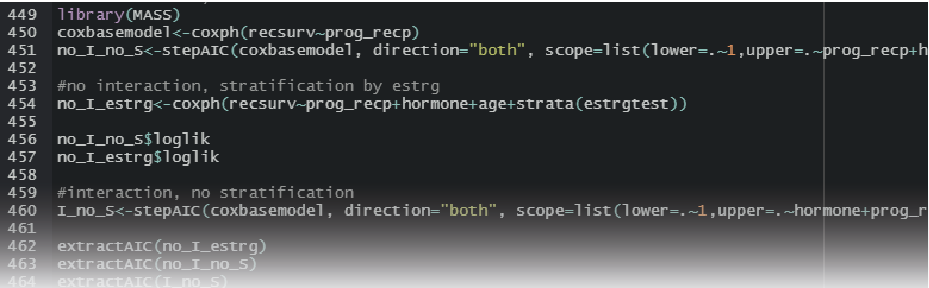 449 library(MASS)
450 coxbasemodel<-coxph(recsurv~prog_recp)
451 no_I_no_S<-stepAIC(coxbasemodel, direction="both", scope=list(lower=.~1,upper=.~prog_recp+h
452
453 #no interaction, stratification by estrg
454 no_I_estrg<-coxph(recsurv~prog_recp+hormone+age+strata(estrgtest))
455
456 no_I_no_S$loglik
457 no_I_estrg$loglik
458
459 #interaction, no stratification
460 I_no_S<-stepAIC(coxbasemodel, direction="both", scope=list(lower=.~1,upper=.~hormone+prog_r
461
462 extractAIC(no_I_estrg)
463 extractAIC(no_I_no_S)
464 extractAIC(I_no_S)